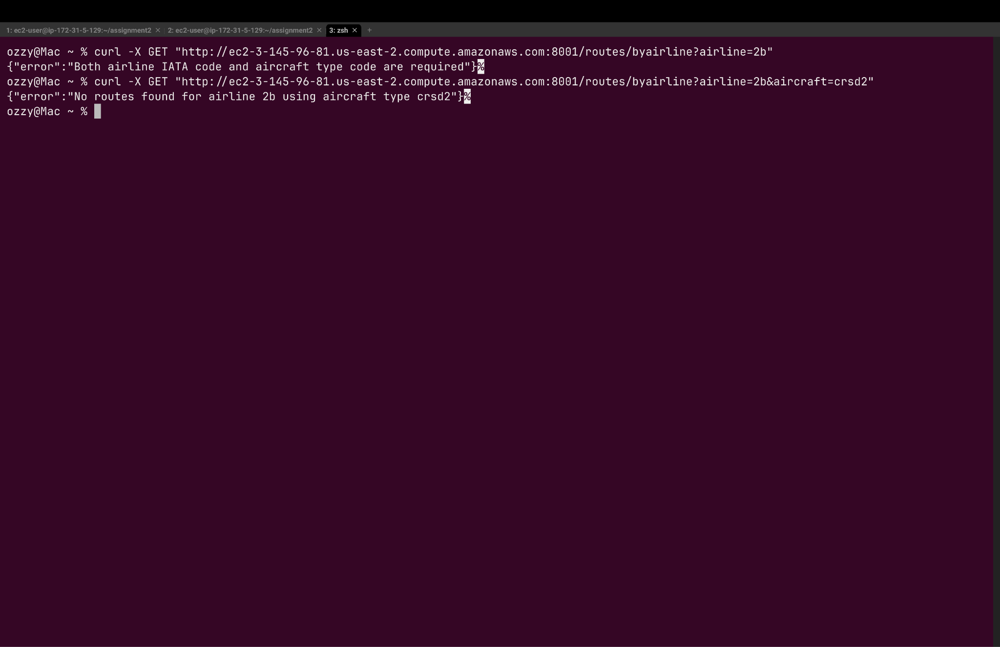 1: ec2-user@ip-172-31-5-129:~/assignment2 × 2: ec2-user@ip-172-31-5-129:~/assignment2 × 3: zsh × +
ozzy@Mac ~ % curl -X GET "http://ec2-3-145-96-81.us-east-2.compute.amazonaws.com:8001/routes/byairline?airline=2b"
{"error":"Both airline IATA code and aircraft type code are required"}%
ozzy@Mac ~ % curl -X GET "http://ec2-3-145-96-81.us-east-2.compute.amazonaws.com:8001/routes/byairline?airline=2b&aircraft=crsd2"
{"error":"No routes found for airline 2b using aircraft type crsd2"}%
ozzy@Mac ~ %